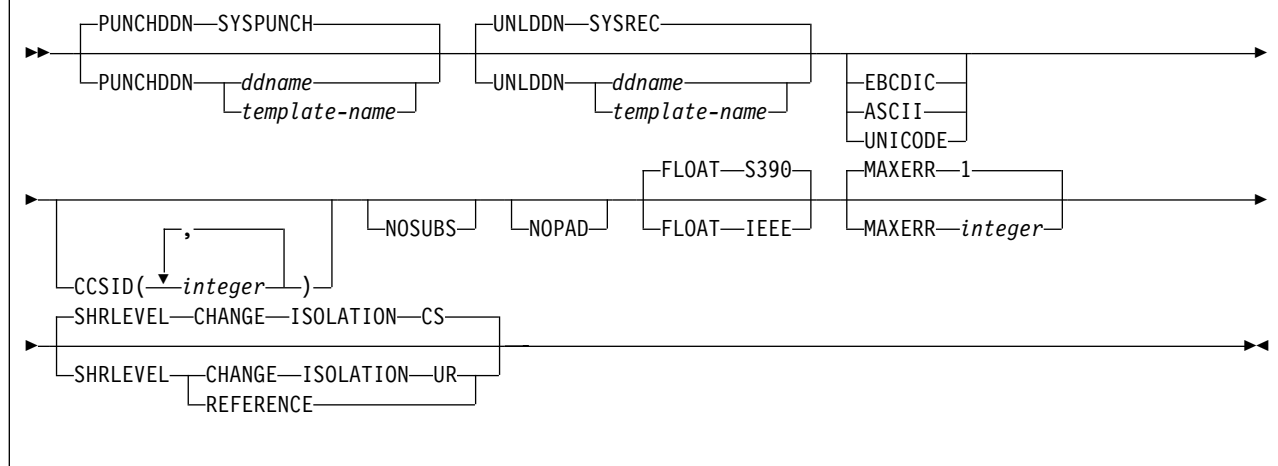 PUNCHDDN SYSPUNCH UNLDDN SYSREC
PUNCHDDN ddname UNLDDN ddname EBCDIC
template-name template-name ASCII
UNICODE
FLOAT S390 MAXERR 1
, NOSUBS NOPAD FLOAT IEEE MAXERR integer
CCSID( integer )
SHRLEVEL CHANGE ISOLATION CS
SHRLEVEL CHANGE ISOLATION UR
REFERENCE